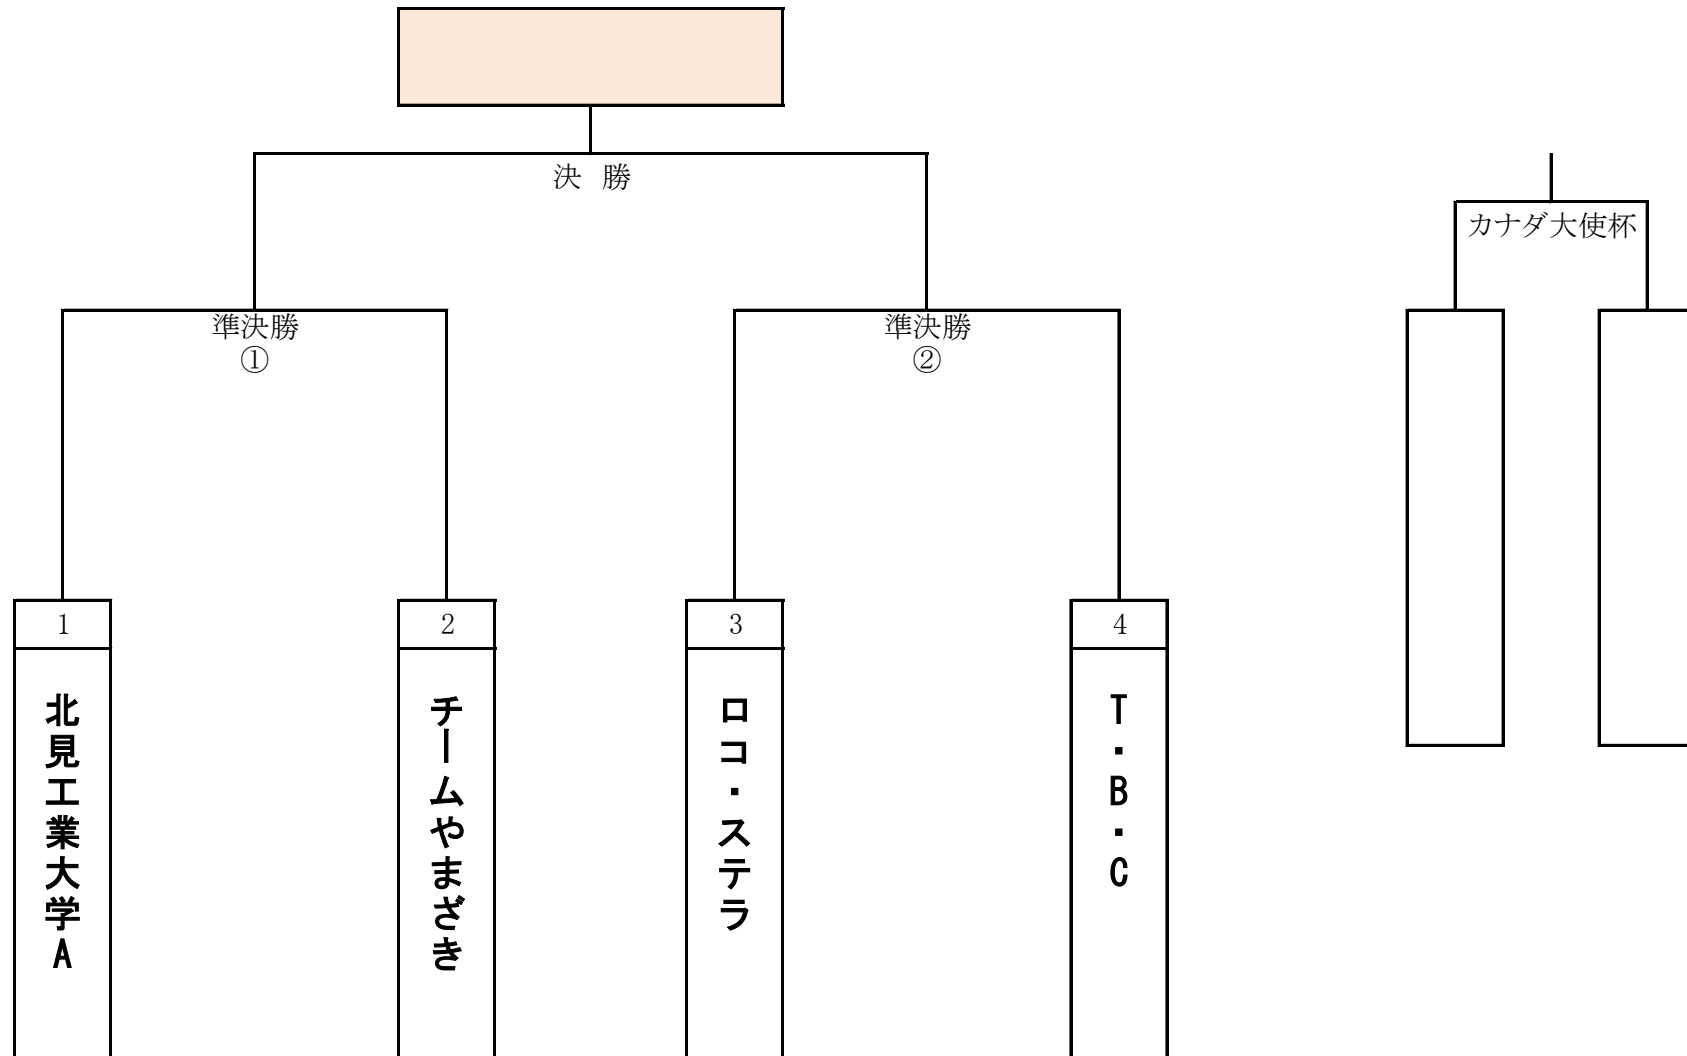 決 勝
カナダ大使杯
準決勝
①
準決勝
②
1
2
3
4
北見工業大学A
チームやまざき
ロコ・ステラ
T・B・C